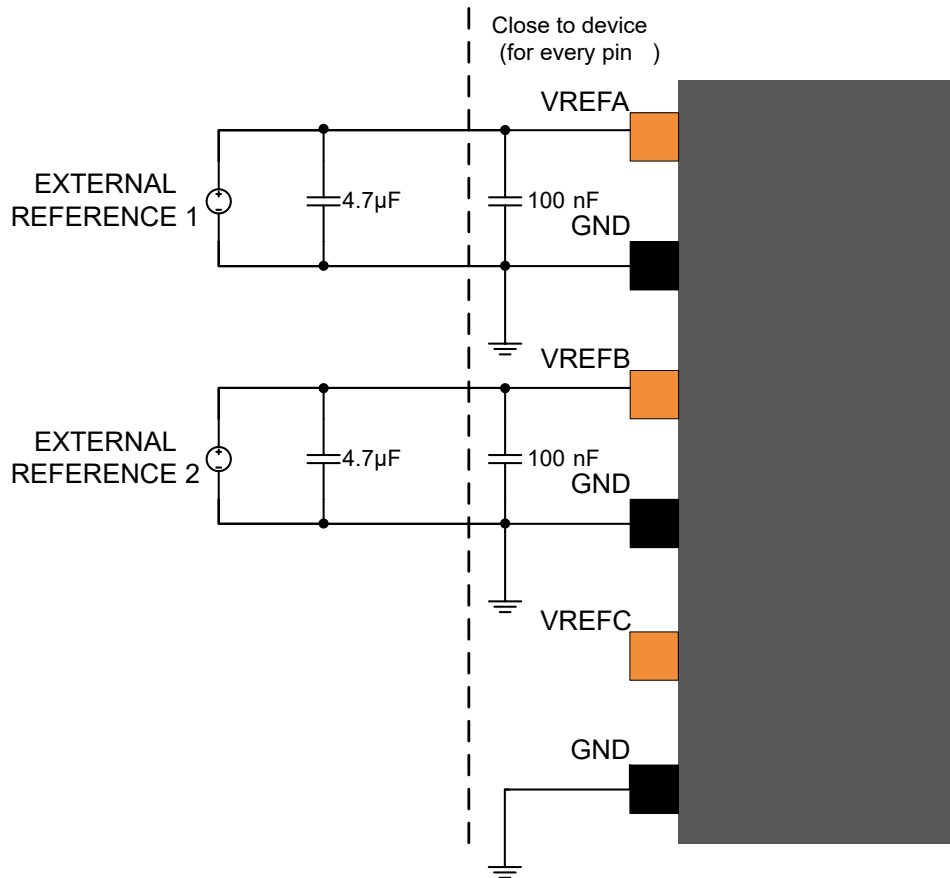 Close to device
(for every pin )
VREFA
EXTERNAL
REFERENCE 1
4.7µF
100 nF
GND
VREFB
EXTERNAL
REFERENCE 2
4.7µF
100 nF
GND
VREFC
GND